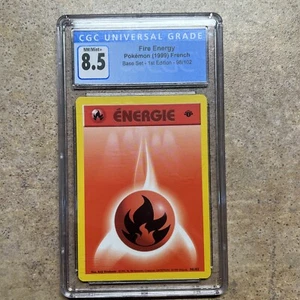 CGC UNIVERSAL GRADE
NM/Mint+
8.5
Fire Energy
Pokémon (1999) French
Base Set - 1st Edition - 98/102
ÉNERGIE